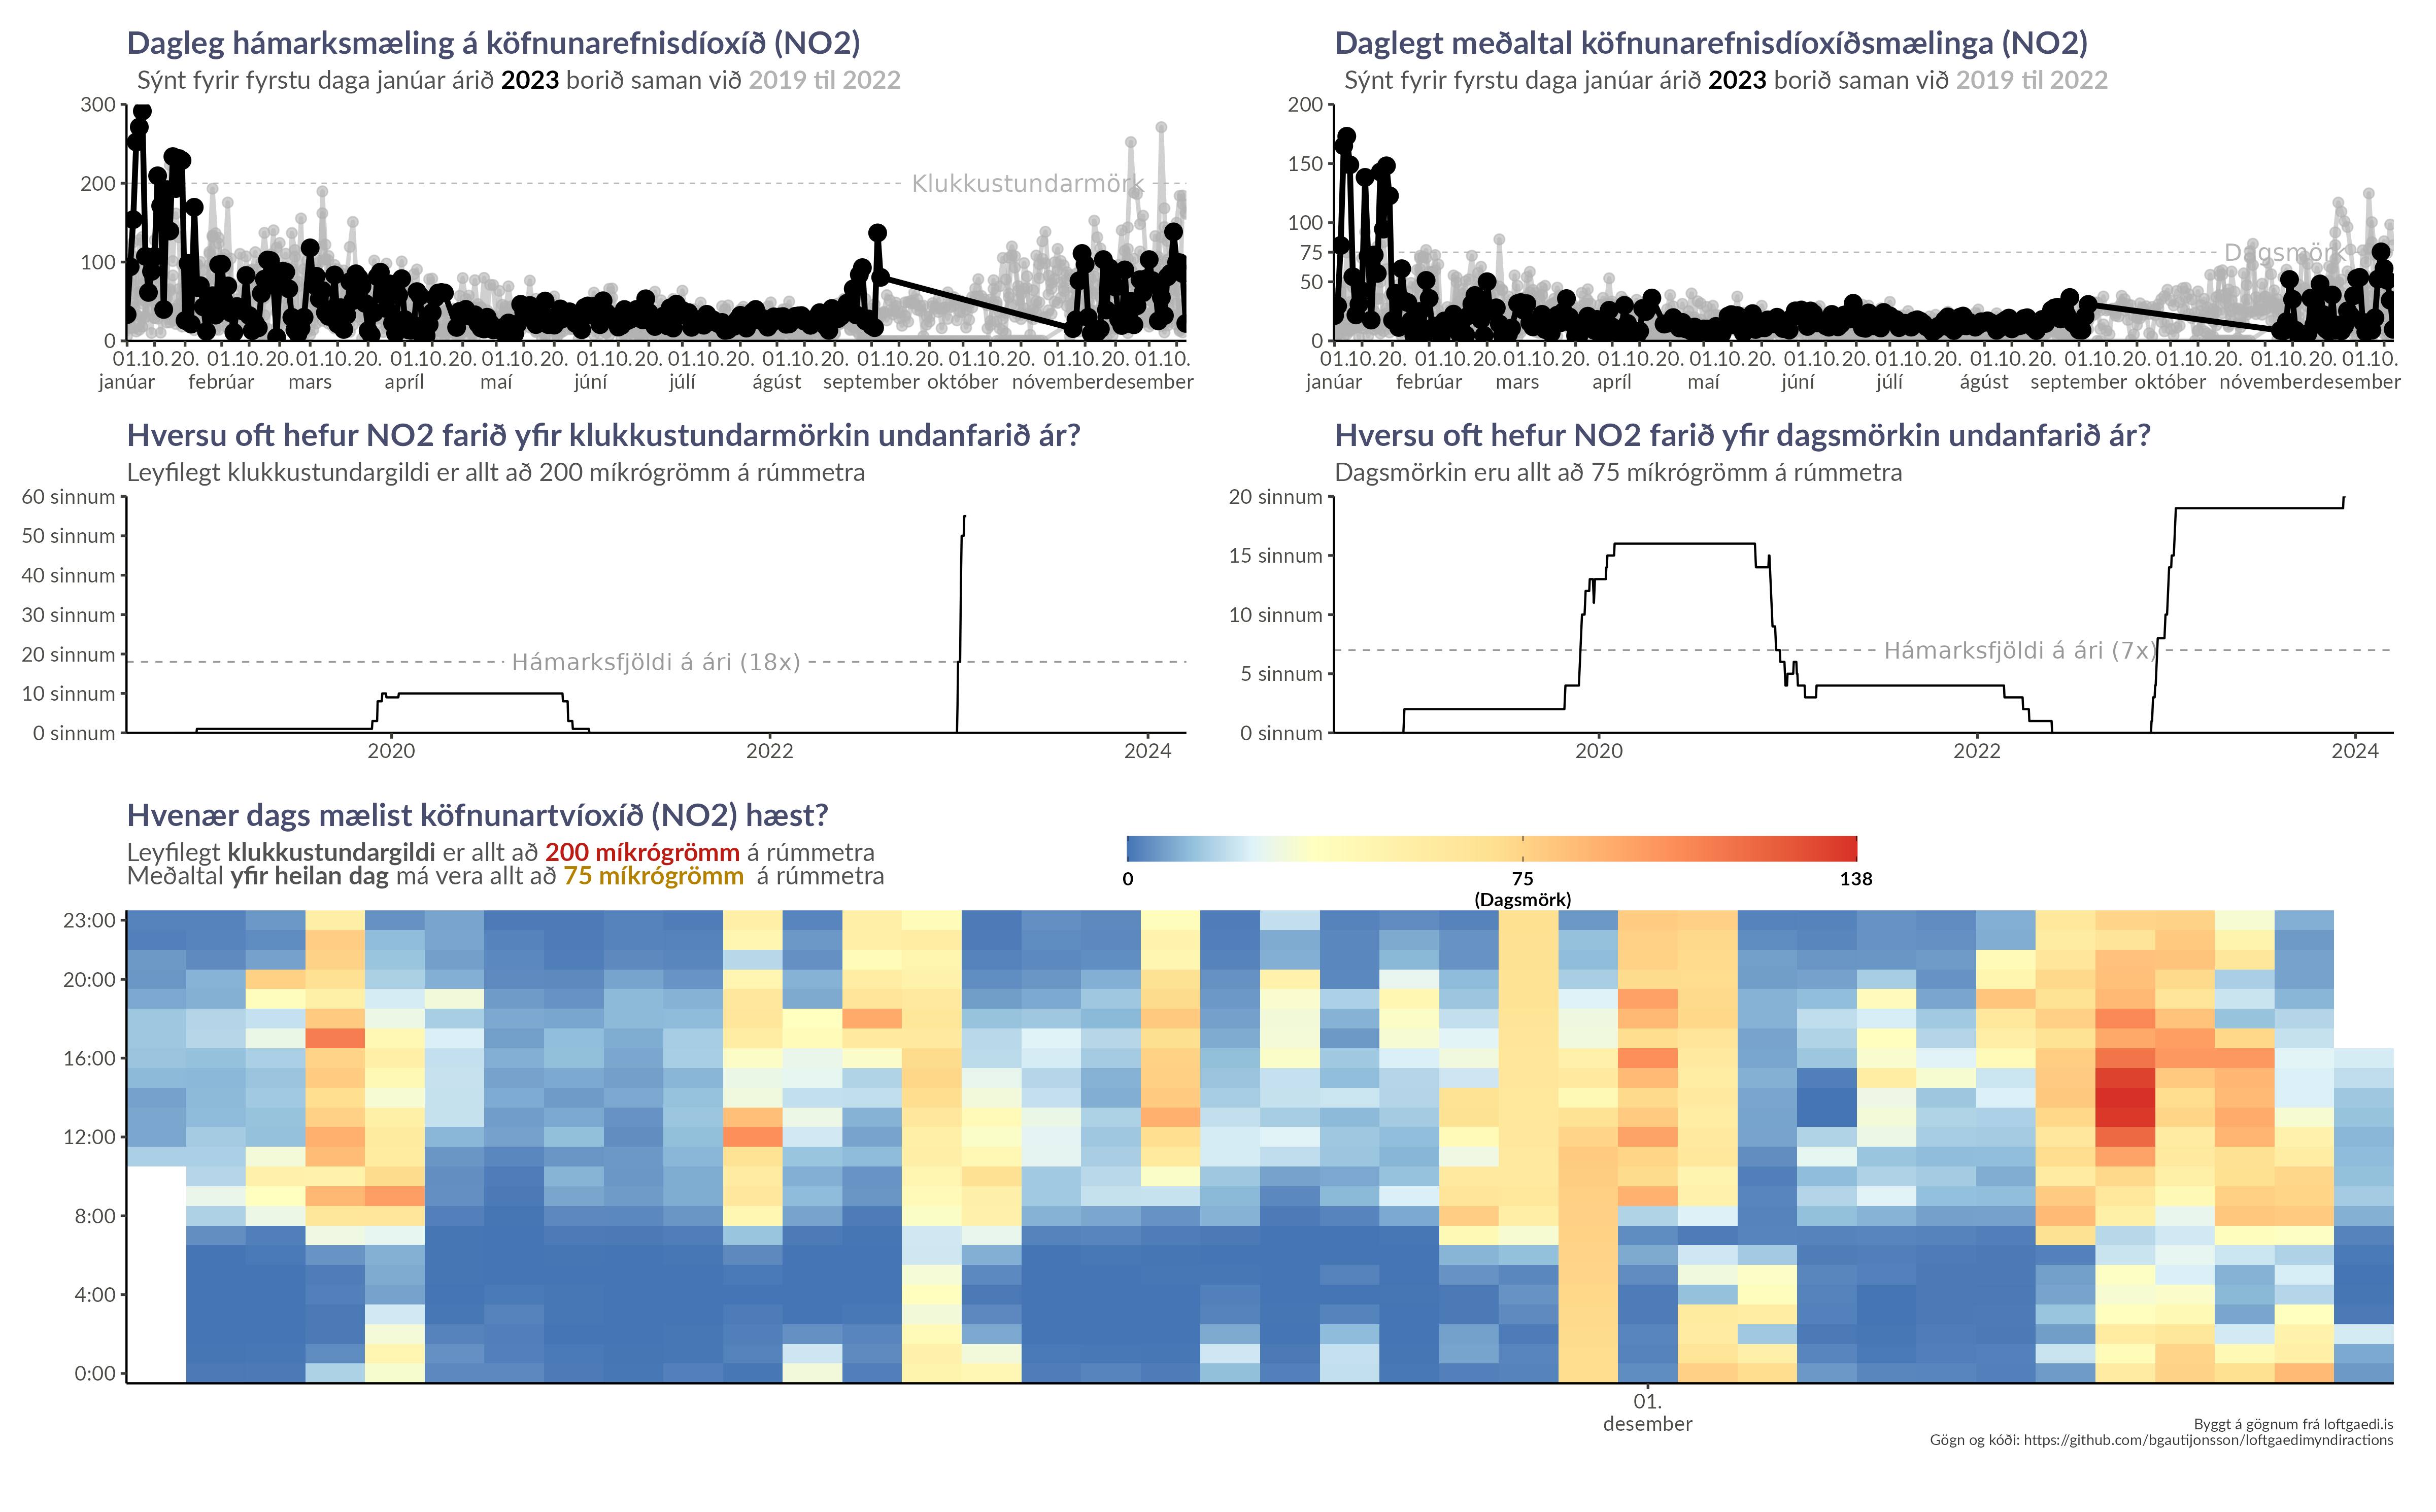 Dagleg hámarksmæling á köfnunarefnisdíoxíð (NO2)
Sýnt fyrir fyrstu daga janúar árið 2023 borið saman við 2019 til 2022
300
200
100
0
Klukkustundarmörk
01.10.20. 01.10.20. 01.10.20. 01.10.20. 01.10.20. 01.10.20. 01.10.20. 01.10.20. 01.10.20. 01.10.20. 01.10.20. 01.10.
janúar febrúar mars apríl maí júní júlí ágúst september október nóvember desember
Daglegt meðaltal köfnunarefnisdíoxíðsmælinga (NO2)
Sýnt fyrir fyrstu daga janúar árið 2023 borið saman við 2019 til 2022
200
150
100
75
50
0
Dagsmörk
01.10.20. 01.10.20. 01.10.20. 01.10.20. 01.10.20. 01.10.20. 01.10.20. 01.10.20. 01.10.20. 01.10.20. 01.10.20. 01.10.
janúar febrúar mars apríl maí júní júlí ágúst september október nóvember desember
Hversu oft hefur NO2 farið yfir klukkustundarmörkin undanfarið ár?
Leyfilegt klukkustundargildi er allt að 200 míkrógrömm á rúmmetra
60 sinnum
50 sinnum
40 sinnum
30 sinnum
20 sinnum
10 sinnum
0 sinnum
Hámarksfjöldi á ári (18x)
2020 2022 2024
Hversu oft hefur NO2 farið yfir dagsmörkin undanfarið ár?
Dagsmörkin eru allt að 75 míkrógrömm á rúmmetra
20 sinnum
15 sinnum
10 sinnum
5 sinnum
0 sinnum
Hámarksfjöldi á ári (7x)
2020 2022 2024
Hvenær dags mælist köfnunartvíoxíð (NO2) hæst?
Leyfilegt klukkustundargildi er allt að 200 míkrógrömm á rúmmetra
Meðaltal yfir heilan dag má vera allt að 75 míkrógrömm á rúmmetra
0 75 138
(Dagsmörk)
23:00
20:00
16:00
12:00
8:00
4:00
0:00
01.
desember
Byggt á gögnum frá loftgaedi.is
Gögn og kóði: https://github.com/bgautijonsson/loftgaedimyndiractions